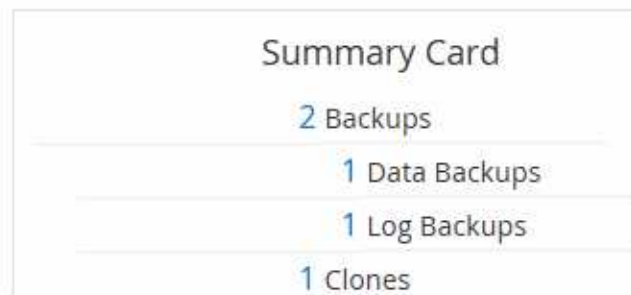 Summary Card
2 Backups
1 Data Backups
1 Log Backups
1 Clones